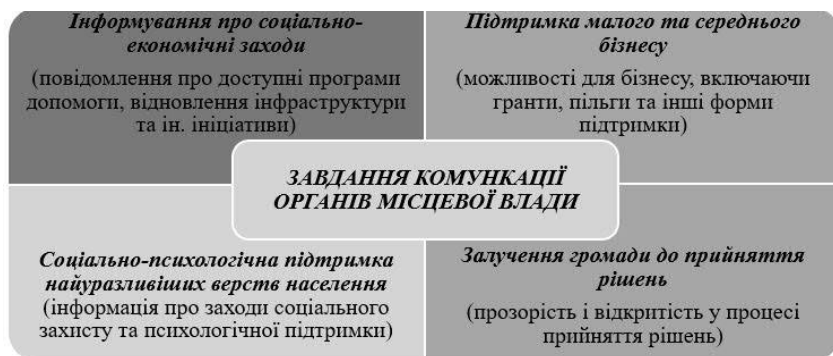 Інформування про соціально-
економічні заходи
(повідомлення про доступні програми
допомоги, відновлення інфраструктури
та ін. ініціативи)
Підтримка малого та середнього
бізнесу
(можливості для бізнесу, включаючи
гранти, пільги та інші форми
підтримки)
ЗАВДАННЯ КОМУНКАЦІЇ
ОРГАНІВ МІСЦЕВОЇ ВЛАДИ
Соціально-психологічна підтримка
найуразливіших верств населення
(інформація про заходи соціального
захисту та психологічної підтримки)
Залучення громади до прийняття
рішень
(прозорість і відкритість у процесі
прийняття рішень)